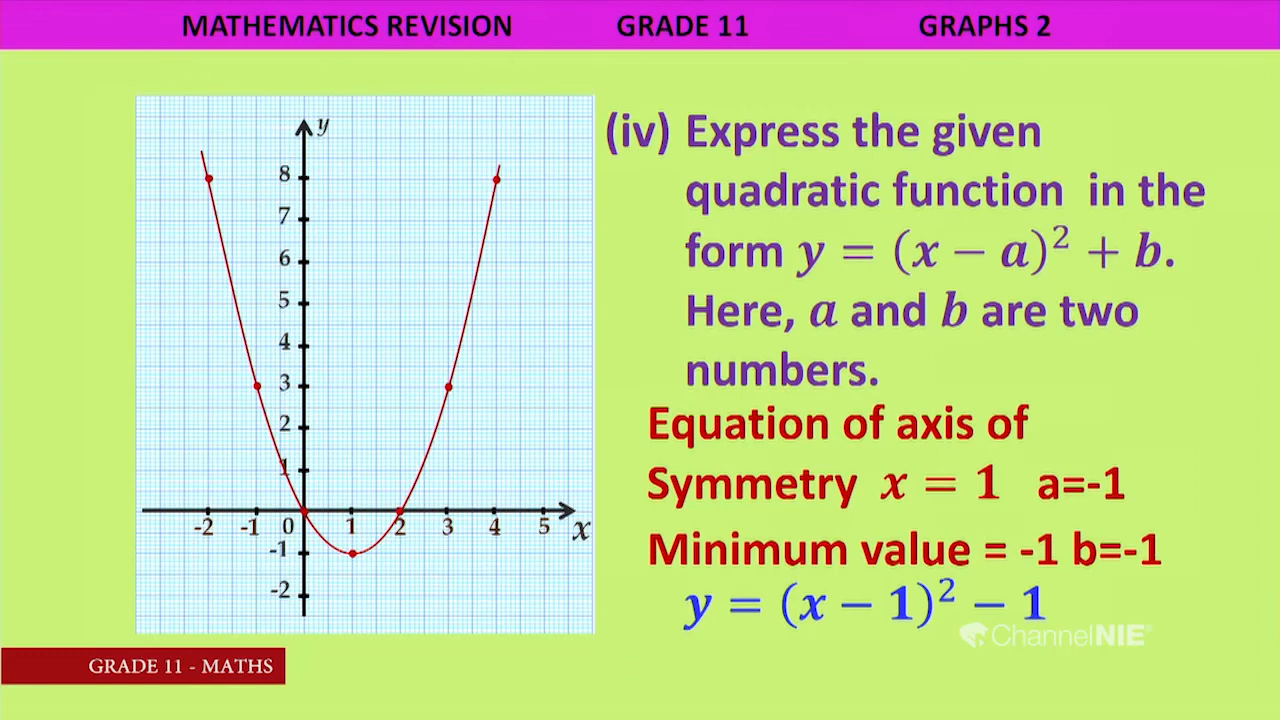 MATHEMATICS REVISION GRADE 11 GRAPHS 2
(iv) Express the given
quadratic function in the
form y = (x − a)² + b.
Here, a and b are two
numbers.
Equation of axis of
Symmetry x = 1 a=-1
Minimum value = -1 b=-1
y = (x − 1)² − 1
y
8
7
6
5
4
3
2
1
-2 -1 0 1 2 3 4 5 x
-1
-2
ChannelNIE
GRADE 11 - MATHS